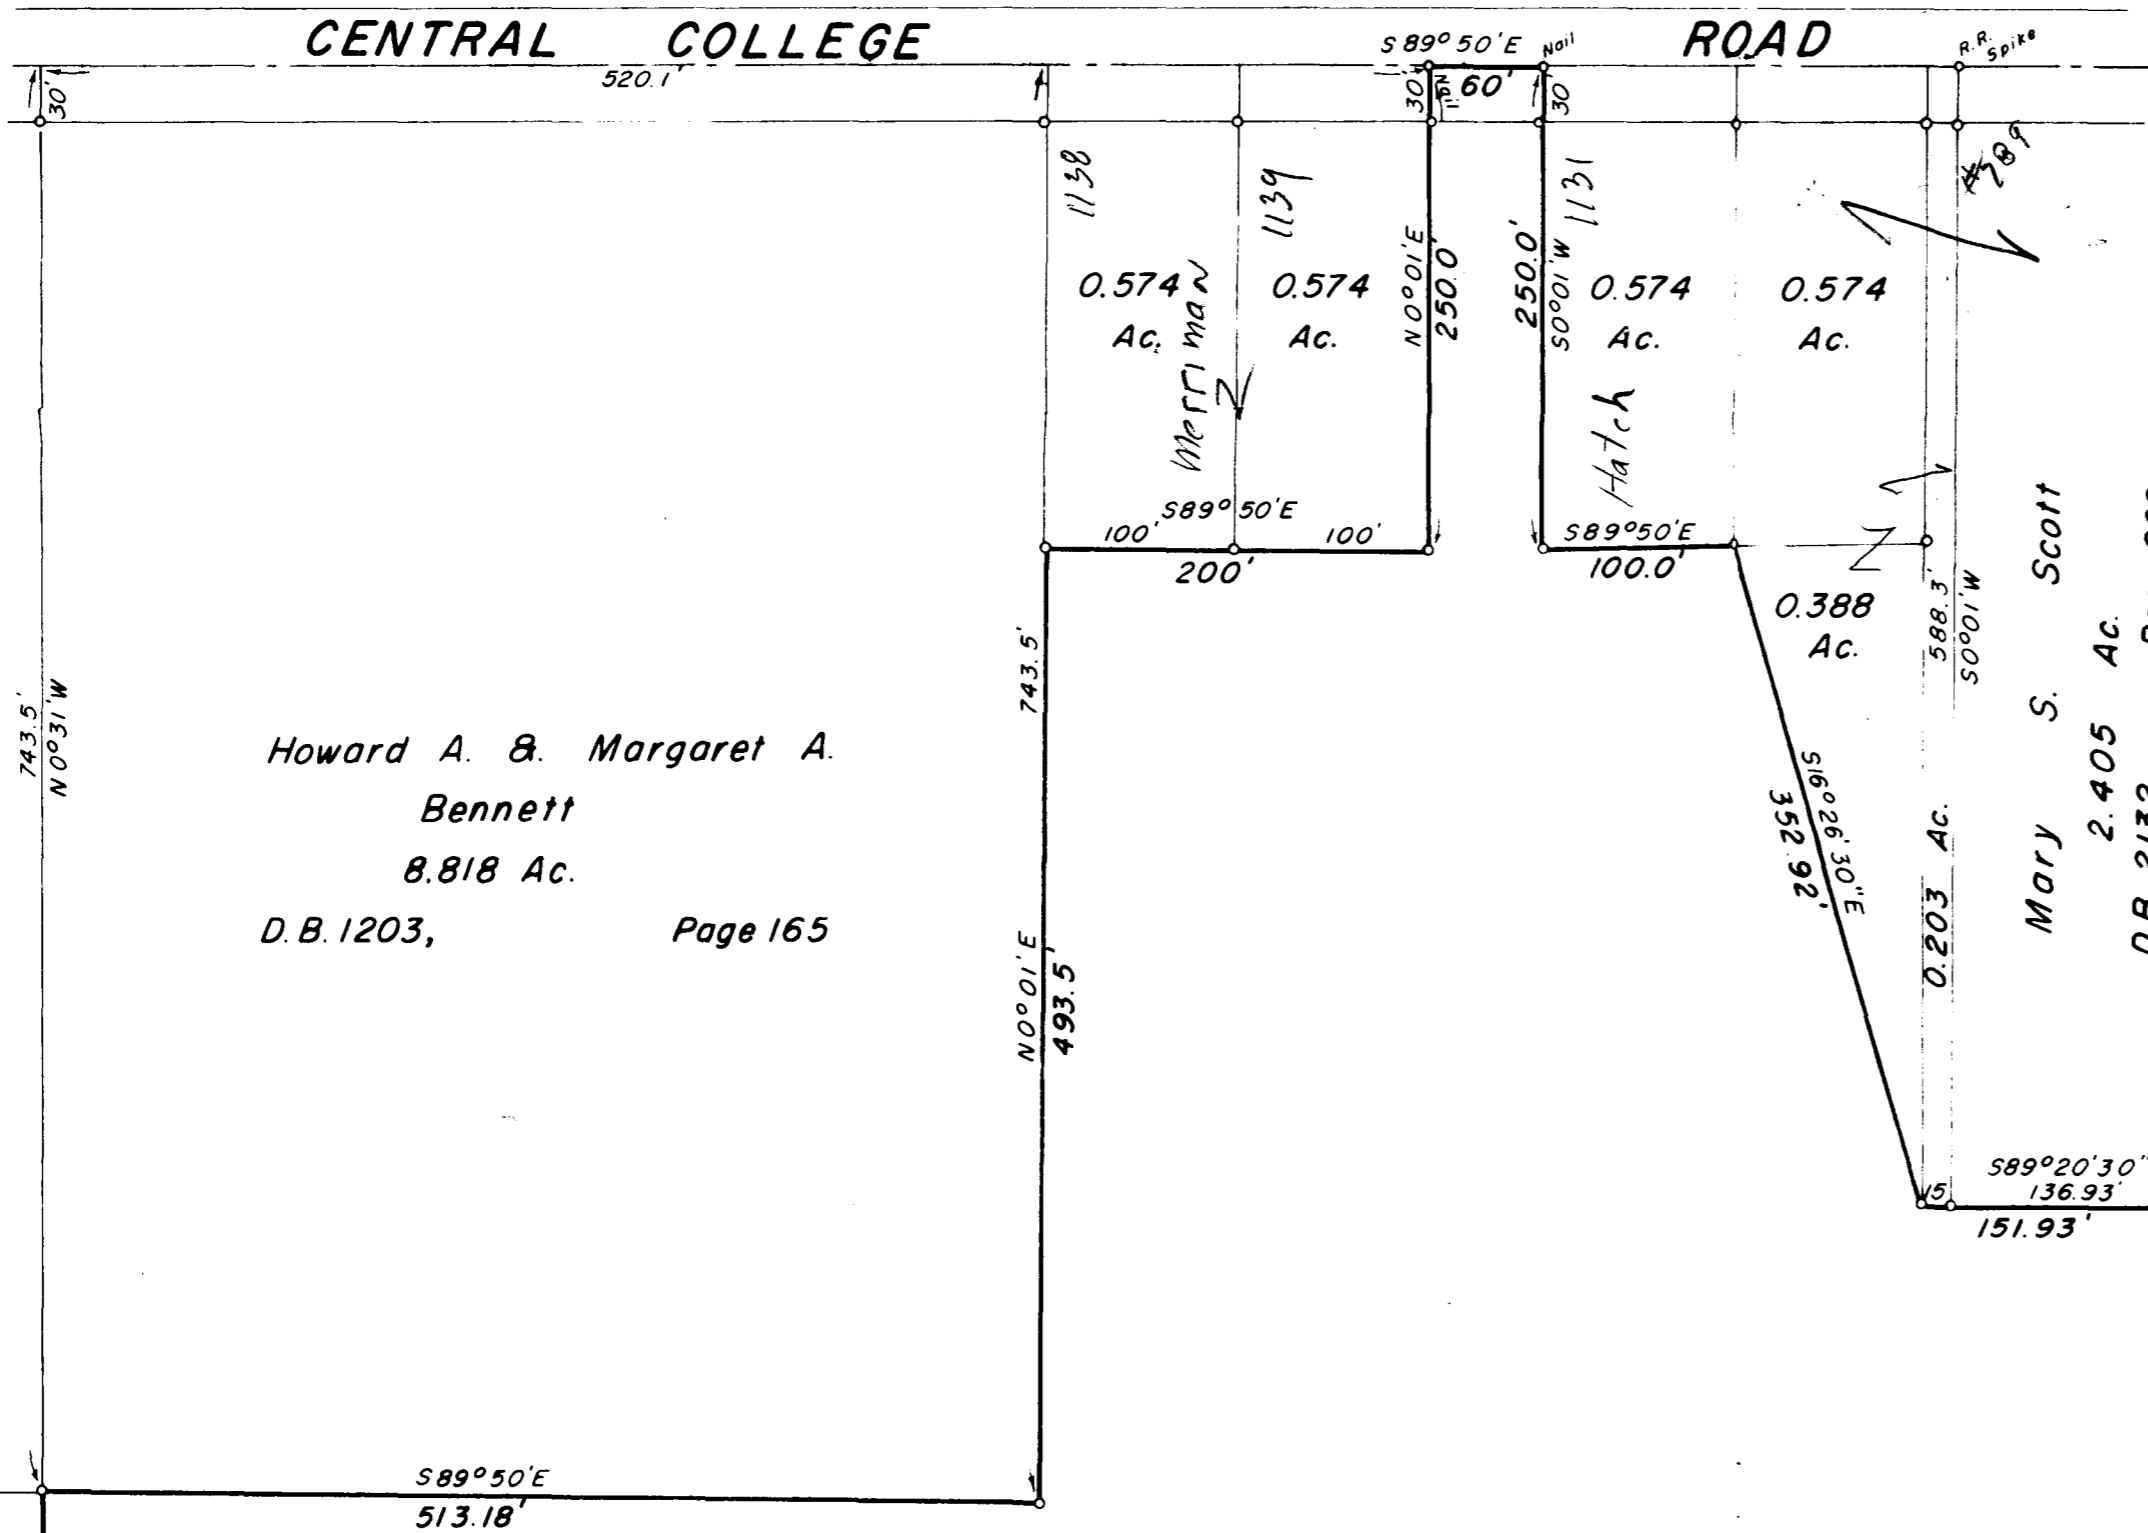 CENTRAL COLLEGE ROAD
S 89° 50' E
Nail
R.R. Spike
520.1'
60'
30'
30'
Nail
30'
1138
1139
1131
#289
N 0° 01' E
250.0'
250.0'
S 0° 01' W
0.574
Ac.
0.574
Ac.
0.574
Ac.
0.574
Ac.
Merriman
Hatch
S 89° 50' E
100'
100'
200'
S 89° 50' E
100.0'
0.388
Ac.
588.3'
S 0° 01' W
743.5'
N 0° 31' W
743.5'
Howard A. & Margaret A.
Bennett
8.818 Ac.
D.B. 1203, Page 165
N 0° 01' E
493.5'
S 16° 26' 30" E
352.92'
0.203 Ac.
Mary S. Scott
2.405 Ac.
D.B. 2132
S 89° 20' 30"
15'
136.93'
151.93'
S 89° 50' E
513.18'